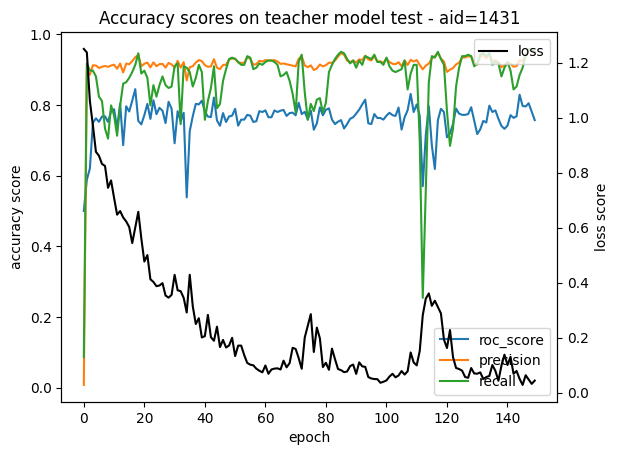 Accuracy scores on teacher model test - aid=1431
1.0
0.8
0.6
0.4
0.2
0.0
accuracy score
0
20
40
60
80
100
120
140
epoch
1.2
1.0
0.8
0.6
0.4
0.2
0.0
loss score
loss
roc_score
precision
recall